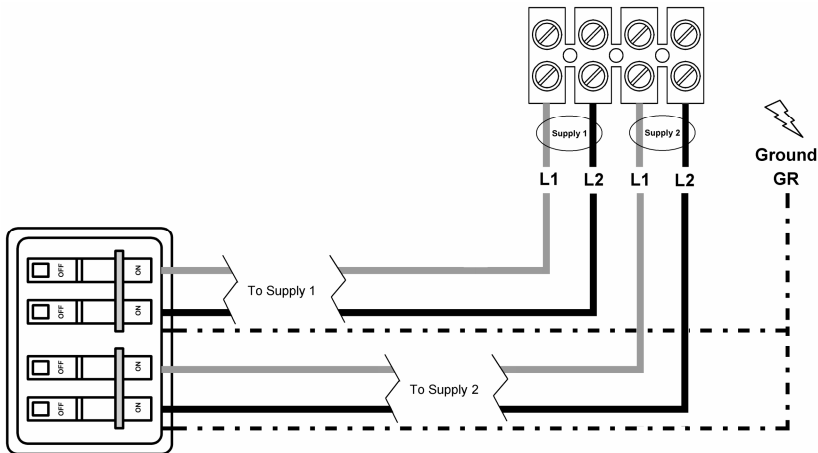 Supply 1
Supply 2
L1 L2 L1 L2
Ground
GR
OFF ON
OFF ON
To Supply 1
OFF ON
OFF ON
To Supply 2